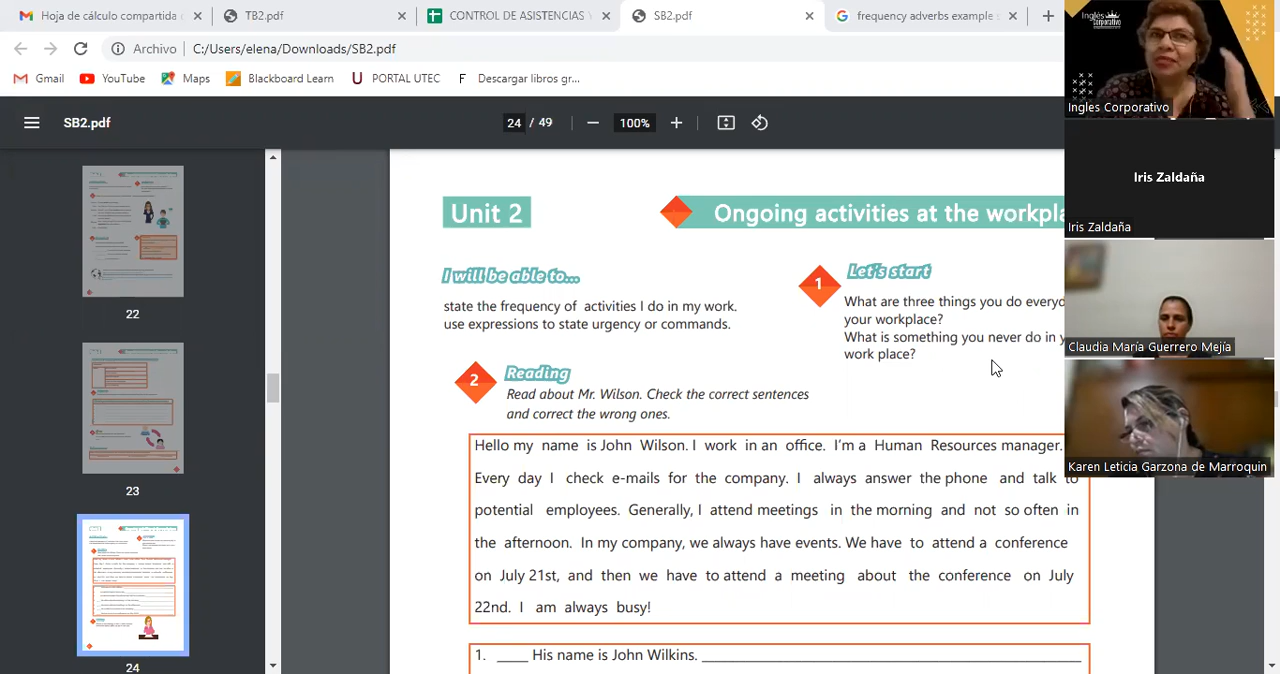 Hoja de cálculo compartida
TB2.pdf
CONTROL DE ASISTENCIAS
SB2.pdf
frequency adverbs example
Archivo
C:/Users/elena/Downloads/SB2.pdf
Gmail
YouTube
Maps
Blackboard Learn
PORTAL UTEC
Descargar libros gr...
SB2.pdf
24 / 49
100%
22
23
24
Unit 2
Ongoing activities at the workpla
I will be able to...
state the frequency of activities I do in my work.
use expressions to state urgency or commands.
1
Let's start
What are three things you do everyd
your workplace?
What is something you never do in y
work place?
2
Reading
Read about Mr. Wilson. Check the correct sentences
and correct the wrong ones.
Hello my name is John Wilson. I work in an office. I'm a Human Resources manager.
Every day I check e-mails for the company. I always answer the phone and talk to
potential employees. Generally, I attend meetings in the morning and not so often in
the afternoon. In my company, we always have events. We have to attend a conference
on July 21st, and then we have to attend a meeting about the conference on July
22nd. I am always busy!
1. ____ His name is John Wilkins. ____
Inglés
corporativo
Ingles Corporativo
Iris Zaldaña
Iris Zaldaña
Claudia María Guerrero Mejía
Karen Leticia Garzona de Marroquin